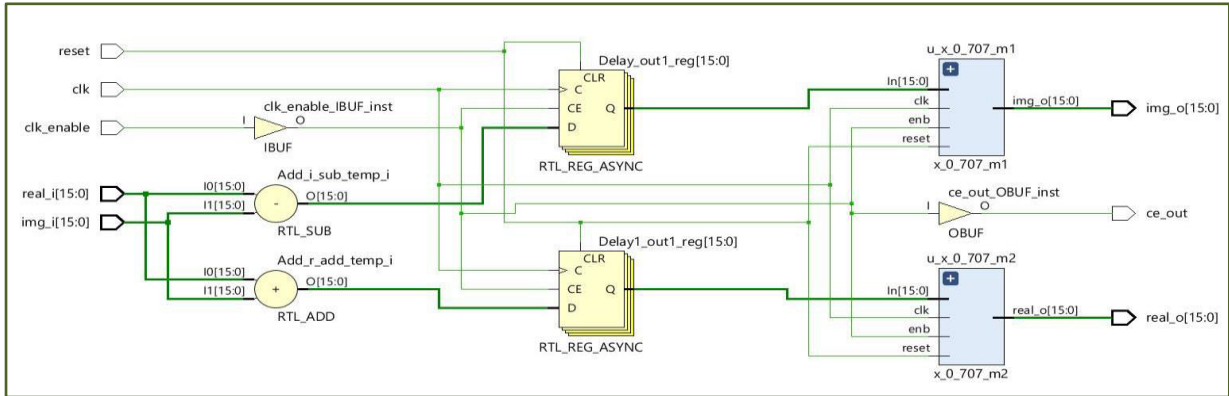 reset
clk
clk_enable
real_i[15:0]
img_i[15:0]
clk_enable_IBUF_inst
I
O
IBUF
Add_i_sub_temp_i
I0[15:0]
I1[15:0]
-
O[15:0]
RTL_SUB
Add_r_add_temp_i
I0[15:0]
I1[15:0]
+
O[15:0]
RTL_ADD
Delay_out1_reg[15:0]
CLR
C
CE
Q
D
RTL_REG_ASYNC
Delay1_out1_reg[15:0]
CLR
C
CE
Q
D
RTL_REG_ASYNC
u_x_0_707_m1
+
In[15:0]
clk
img_o[15:0]
enb
reset
x_0_707_m1
img_o[15:0]
ce_out_OBUF_inst
I
O
OBUF
ce_out
u_x_0_707_m2
+
In[15:0]
clk
real_o[15:0]
enb
reset
x_0_707_m2
real_o[15:0]